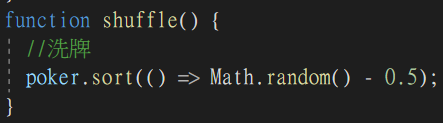 function shuffle() {
//洗牌
poker.sort(() => Math.random() - 0.5);
}